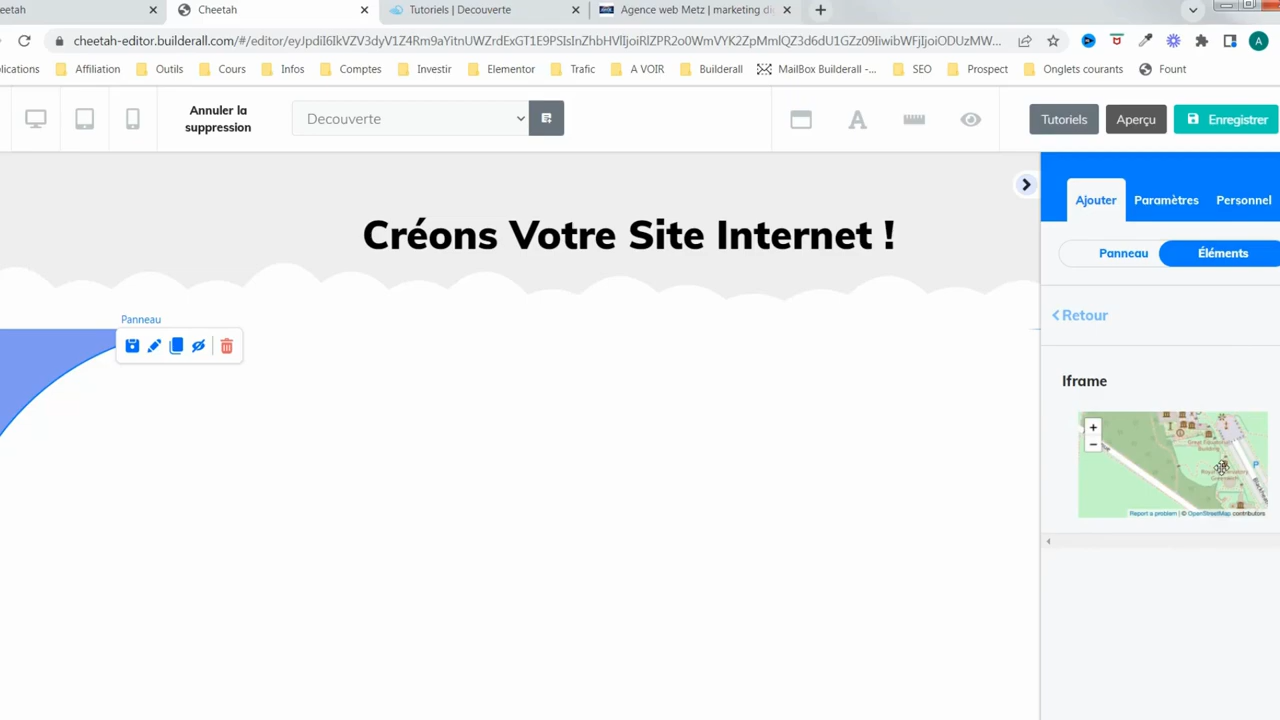 eetah
Cheetah
Tutoriels | Decouverte
Agence web Metz | marketing di
cheetah-editor.builderall.com/#/editor/
lications
Affiliation
Outils
Cours
Infos
Comptes
Investir
Elementor
Trafic
A VOIR
Builderall
MailBox Builderall -...
SEO
Prospect
Onglets courants
Fount
Annuler la
suppression
Decouverte
Tutoriels
Aperçu
Enregistrer
Créons Votre Site Internet !
Ajouter
Paramètres
Personnel
Panneau
Éléments
Retour
Panneau
Iframe
+
−
P
Report a problem | © OpenStreetMap contributors